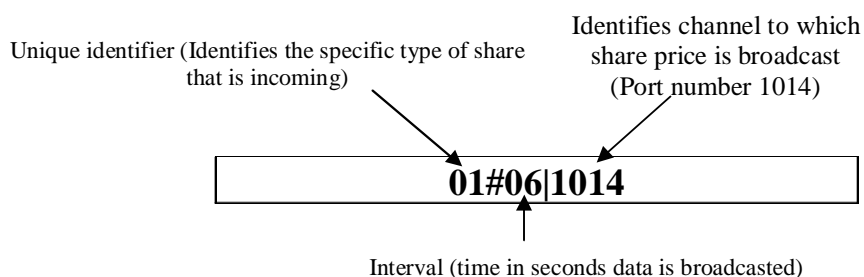 Identifies channel to which
share price is broadcast
(Port number 1014)
Unique identifier (Identifies the specific type of share
that is incoming)
01#06|1014
Interval (time in seconds data is broadcasted)